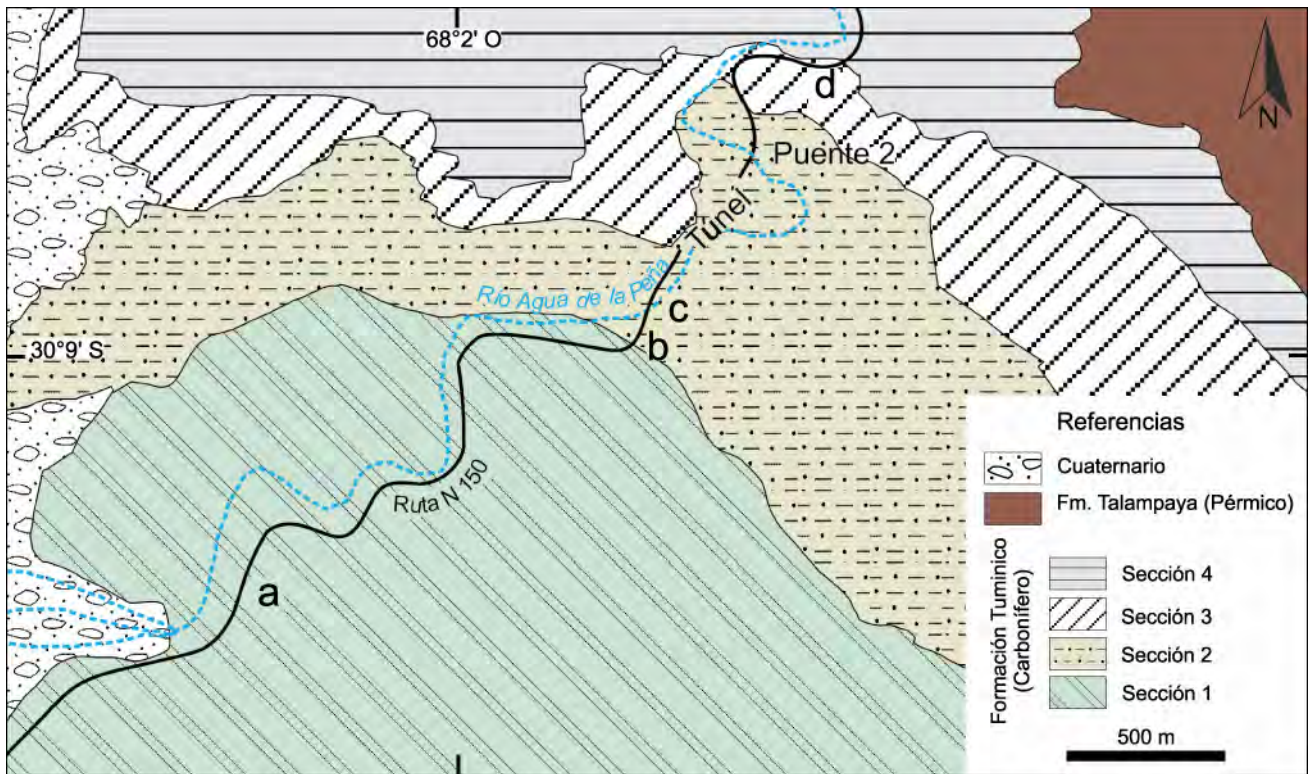 68°2' O
N
d
Puente 2
Túnel
Río Agua de la Peña
c
b
30°9' S
Ruta N 150
a
Referencias
Cuaternario
Fm. Talampaya (Pérmico)
Formación Tuminico
(Carbonífero)
Sección 4
Sección 3
Sección 2
Sección 1
500 m